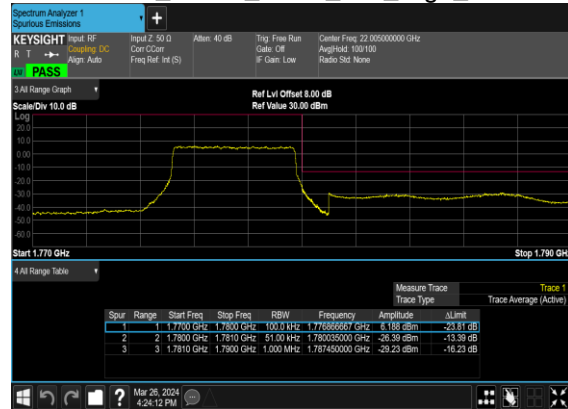 Spectrum Analyzer 1
Spurious Emissions
+
KEYSIGHT Input: RF Input Z: 50 Ω Atten: 40 dB Trig: Free Run Center Freq: 22.005000000 GHz
R T Coupling: DC Corr CCorr Gate: Off Avg|Hold: 100/100
Align: Auto Freq Ref: Int (S) IF Gain: Low Radio Std: None
LW PASS
3 All Range Graph Ref Lvl Offset 8.00 dB
Scale/Div 10.0 dB Ref Value 30.00 dBm
Log
20.0
10.0
0.00
-10.0
-20.0
-30.0
-40.0
-50.0
-60.0
Start 1.770 GHz Stop 1.790 GH
4 All Range Table
Measure Trace Trace 1
Trace Type Trace Average (Active)
Spur Range Start Freq Stop Freq RBW Frequency Amplitude ΔLimit
1 1 1.7700 GHz 1.7800 GHz 100.0 kHz 1.776866667 GHz 6.188 dBm -23.81 dB
2 2 1.7800 GHz 1.7810 GHz 51.00 kHz 1.780035000 GHz -26.39 dBm -13.39 dB
3 3 1.7810 GHz 1.7900 GHz 1.000 MHz 1.787450000 GHz -29.23 dBm -16.23 dB
? Mar 26, 2024
4:24:12 PM